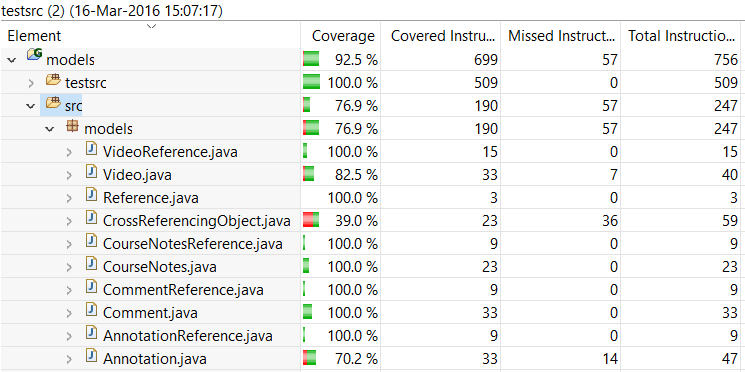 testsrc (2) (16-Mar-2016 15:07:17)
Element Coverage Covered Instru... Missed Instruct... Total Instructio...
models 92.5 % 699 57 756
testsrc 100.0 % 509 0 509
src 76.9 % 190 57 247
models 76.9 % 190 57 247
VideoReference.java 100.0 % 15 0 15
Video.java 82.5 % 33 7 40
Reference.java 100.0 % 3 0 3
CrossReferencingObject.java 39.0 % 23 36 59
CourseNotesReference.java 100.0 % 9 0 9
CourseNotes.java 100.0 % 23 0 23
CommentReference.java 100.0 % 9 0 9
Comment.java 100.0 % 33 0 33
AnnotationReference.java 100.0 % 9 0 9
Annotation.java 70.2 % 33 14 47